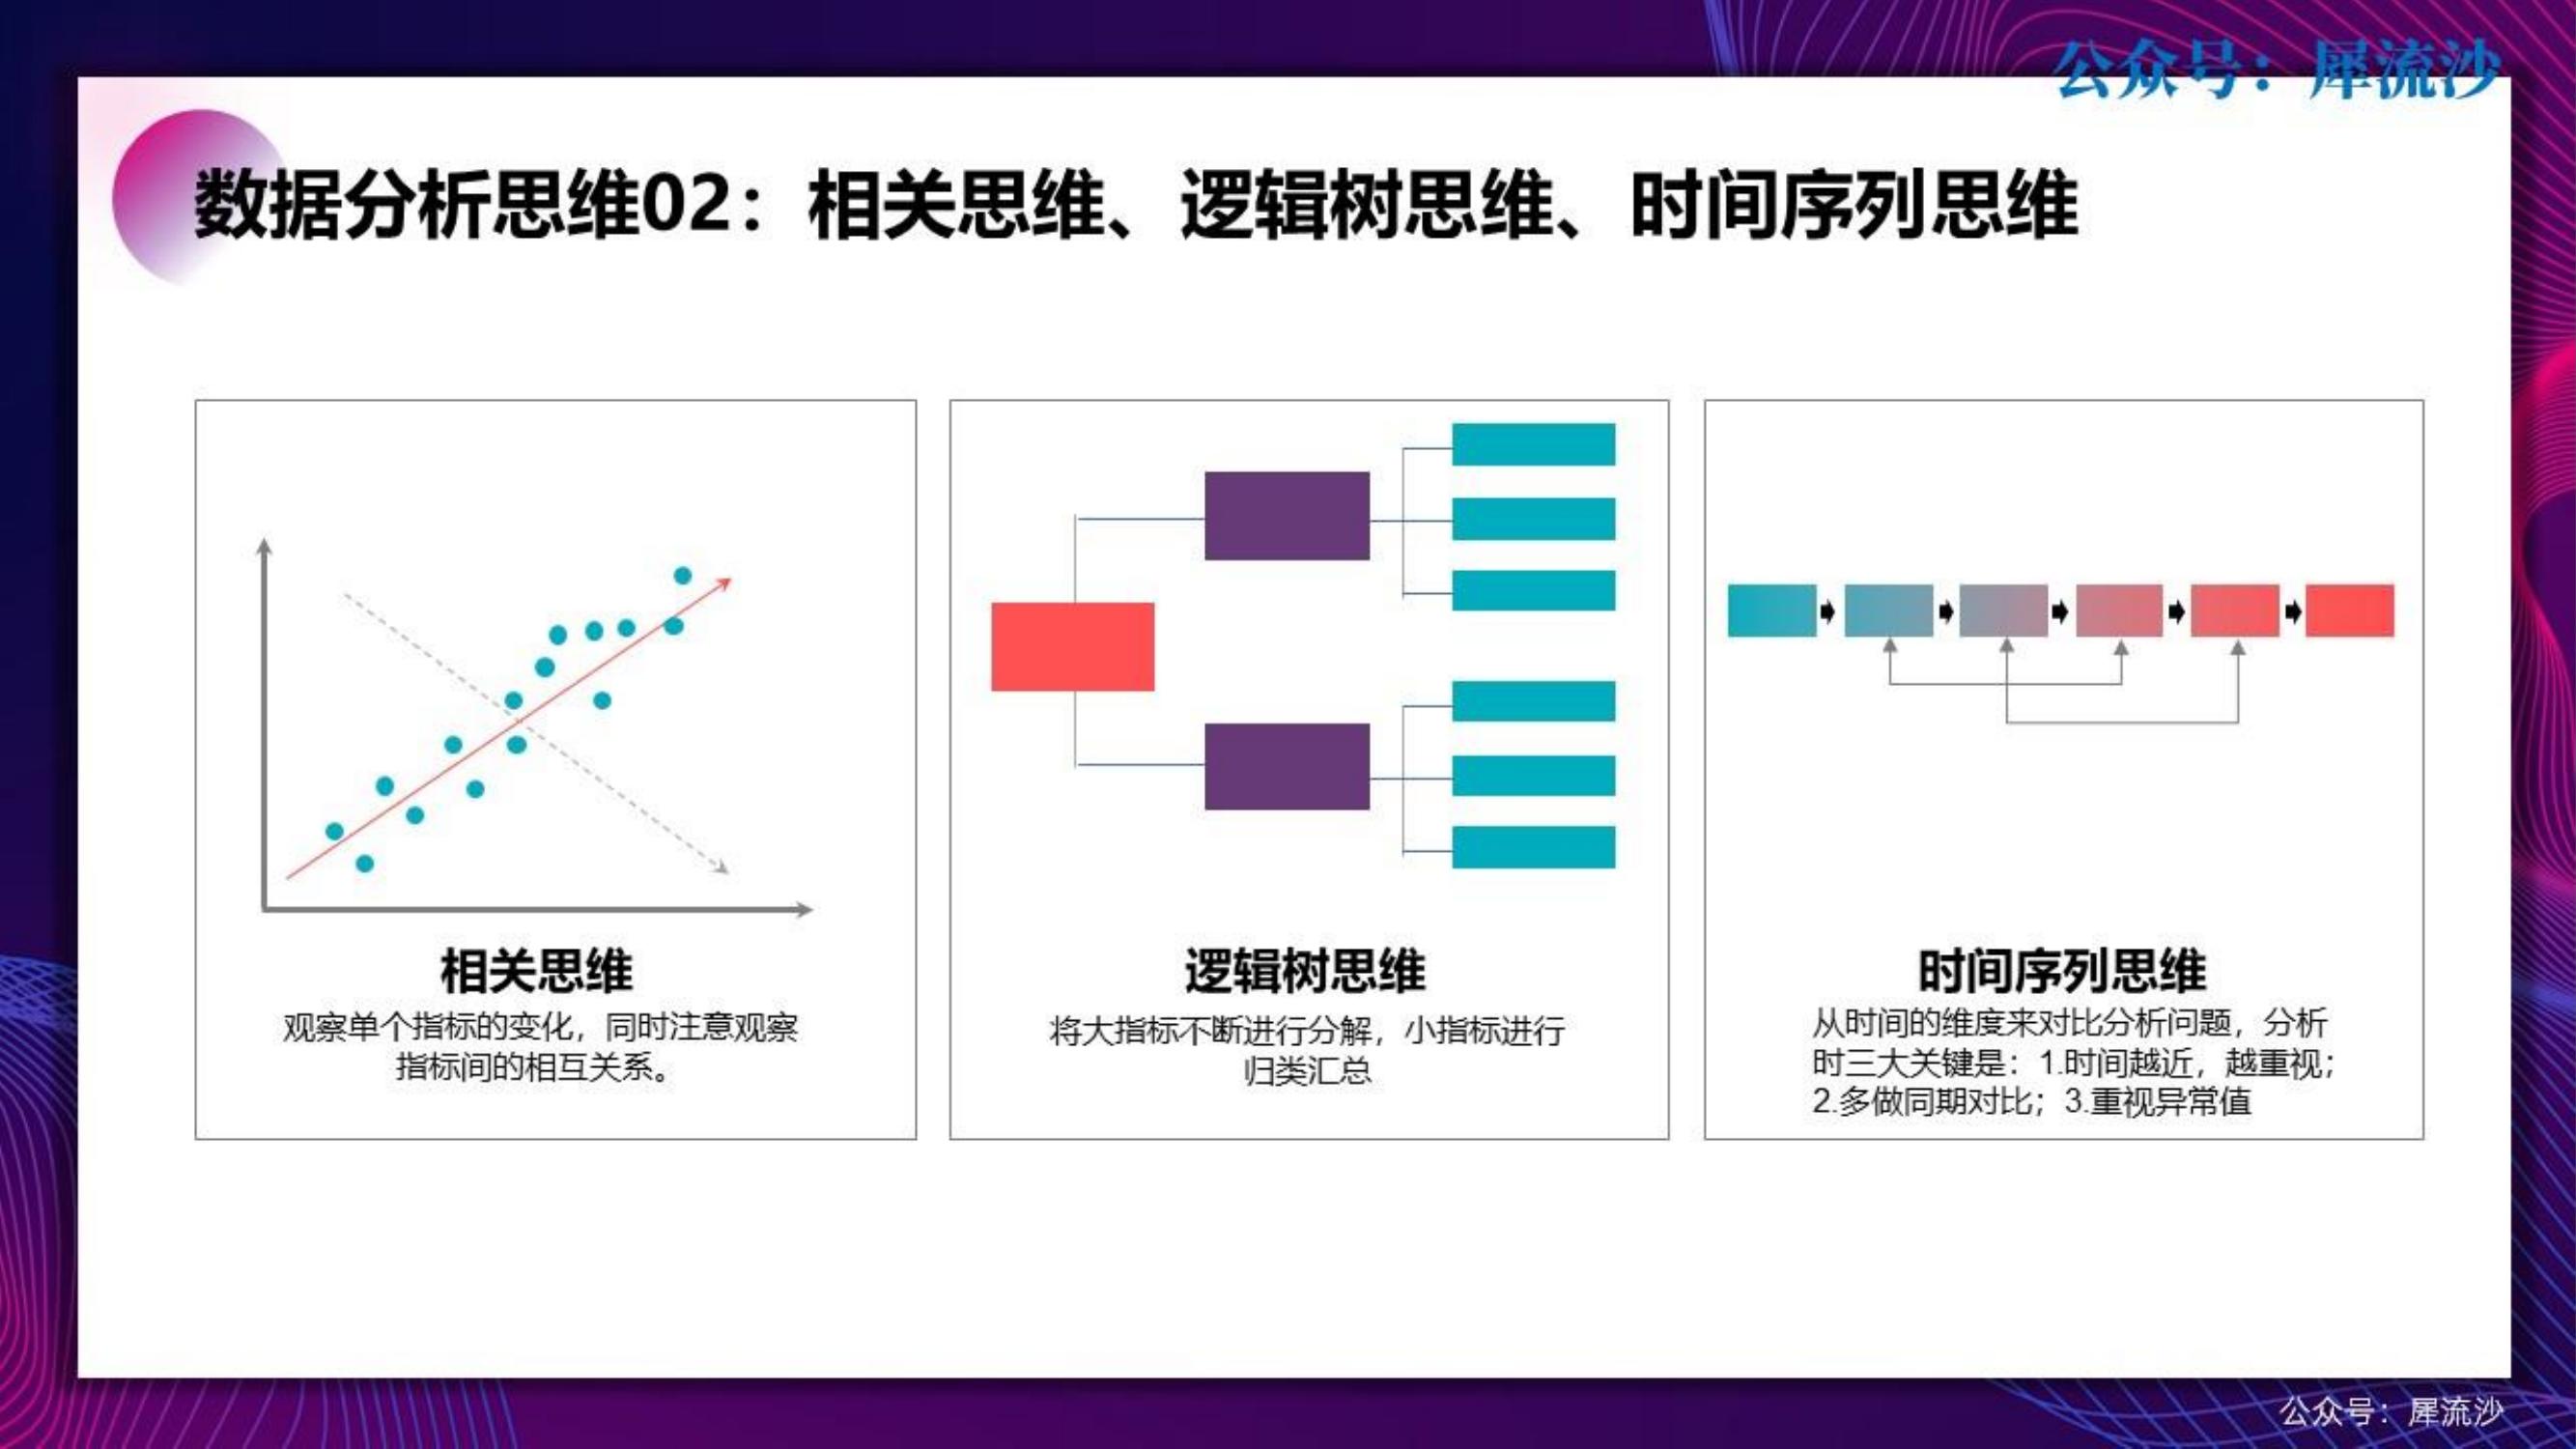 公众号：犀流沙
数据分析思维02：相关思维、逻辑树思维、时间序列思维
相关思维
观察单个指标的变化，同时注意观察
指标间的相互关系。
逻辑树思维
将大指标不断进行分解，小指标进行
归类汇总
时间序列思维
从时间的维度来对比分析问题，分析
时三大关键是：1.时间越近，越重视；
2.多做同期对比；3.重视异常值
公众号：犀流沙